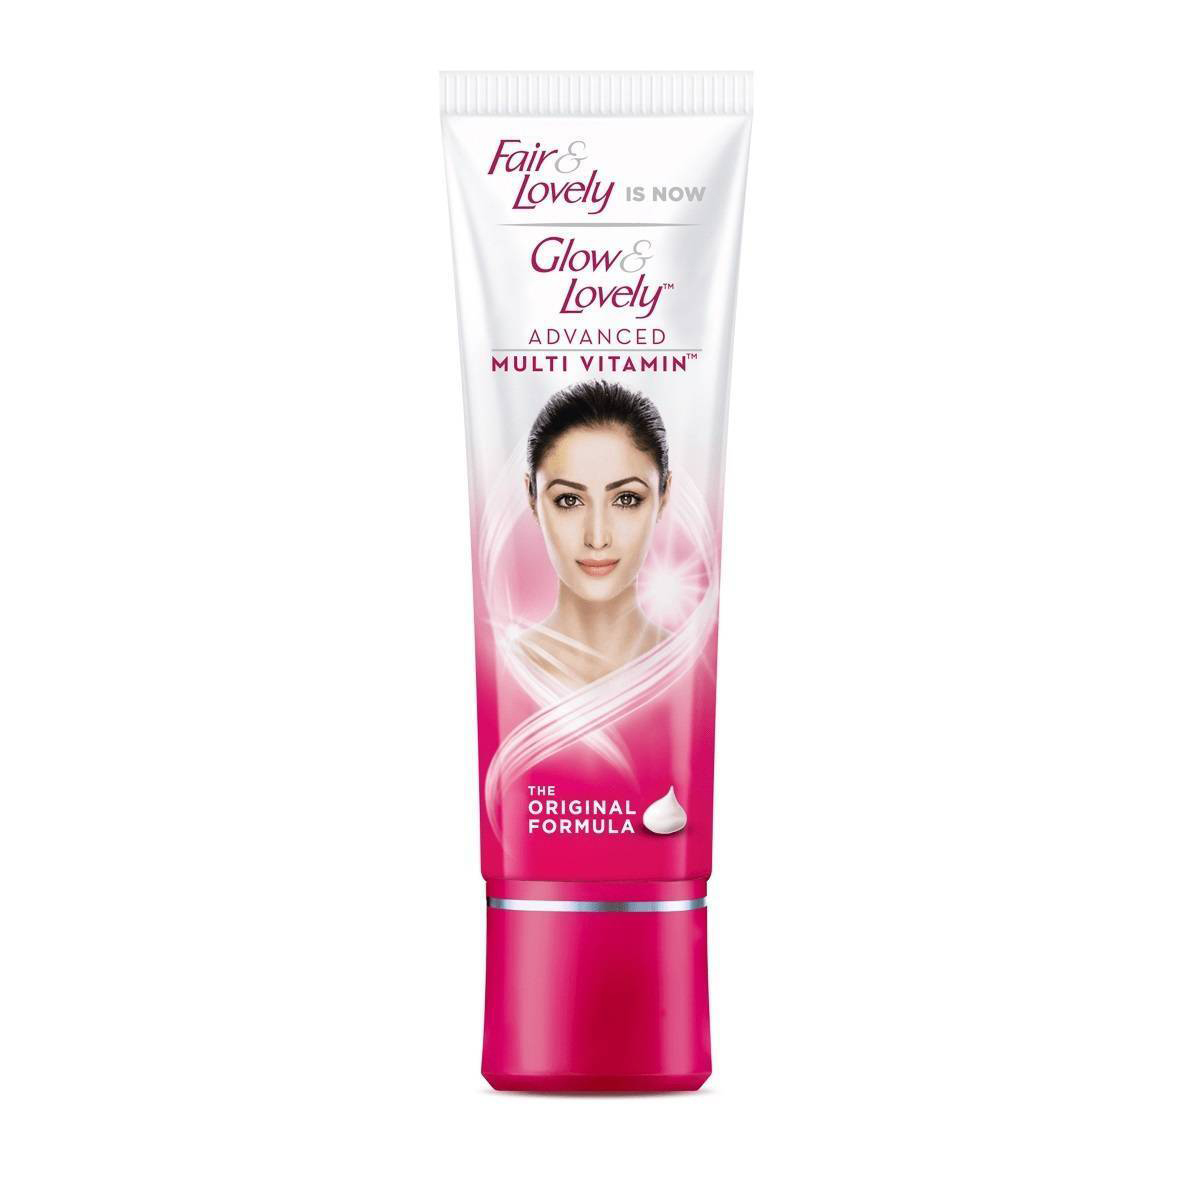 Fair &
Lovely IS NOW
Glow &
Lovely™
ADVANCED
MULTI VITAMIN™
THE
ORIGINAL
FORMULA